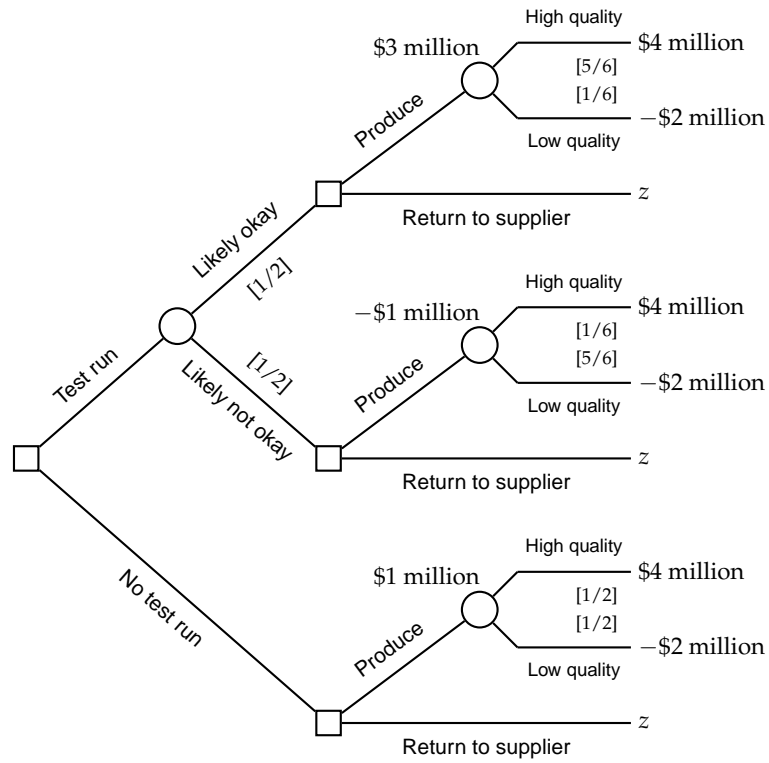 High quality
$3 million
$4 million
[5/6]
[1/6]
Produce
−$2 million
Low quality
z
Return to supplier
Likely okay
[1/2]
High quality
−$1 million
$4 million
[1/6]
[5/6]
Produce
−$2 million
Low quality
[1/2]
Likely not okay
Test run
z
Return to supplier
High quality
$1 million
$4 million
[1/2]
[1/2]
No test run
Produce
−$2 million
Low quality
z
Return to supplier